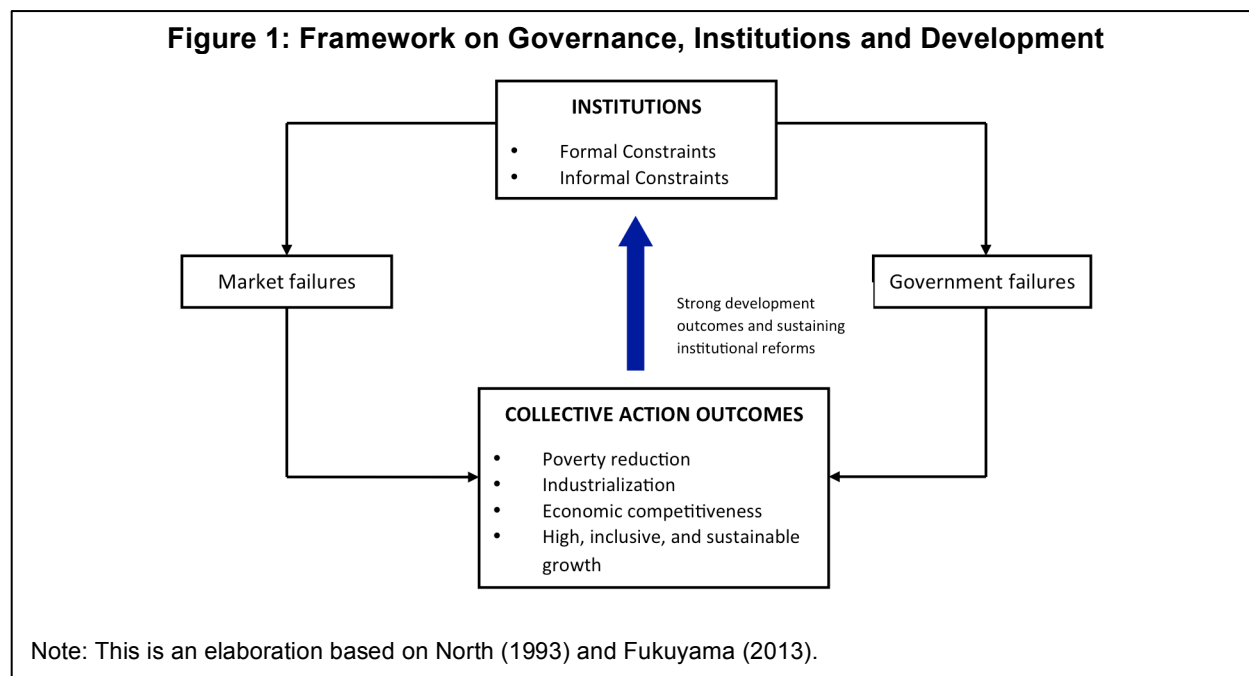 Figure 1: Framework on Governance, Institutions and Development
INSTITUTIONS
• Formal Constraints
• Informal Constraints
Market failures
Government failures
Strong development
outcomes and sustaining
institutional reforms
COLLECTIVE ACTION OUTCOMES
• Poverty reduction
• Industrialization
• Economic competitiveness
• High, inclusive, and sustainable
growth
Note: This is an elaboration based on North (1993) and Fukuyama (2013).